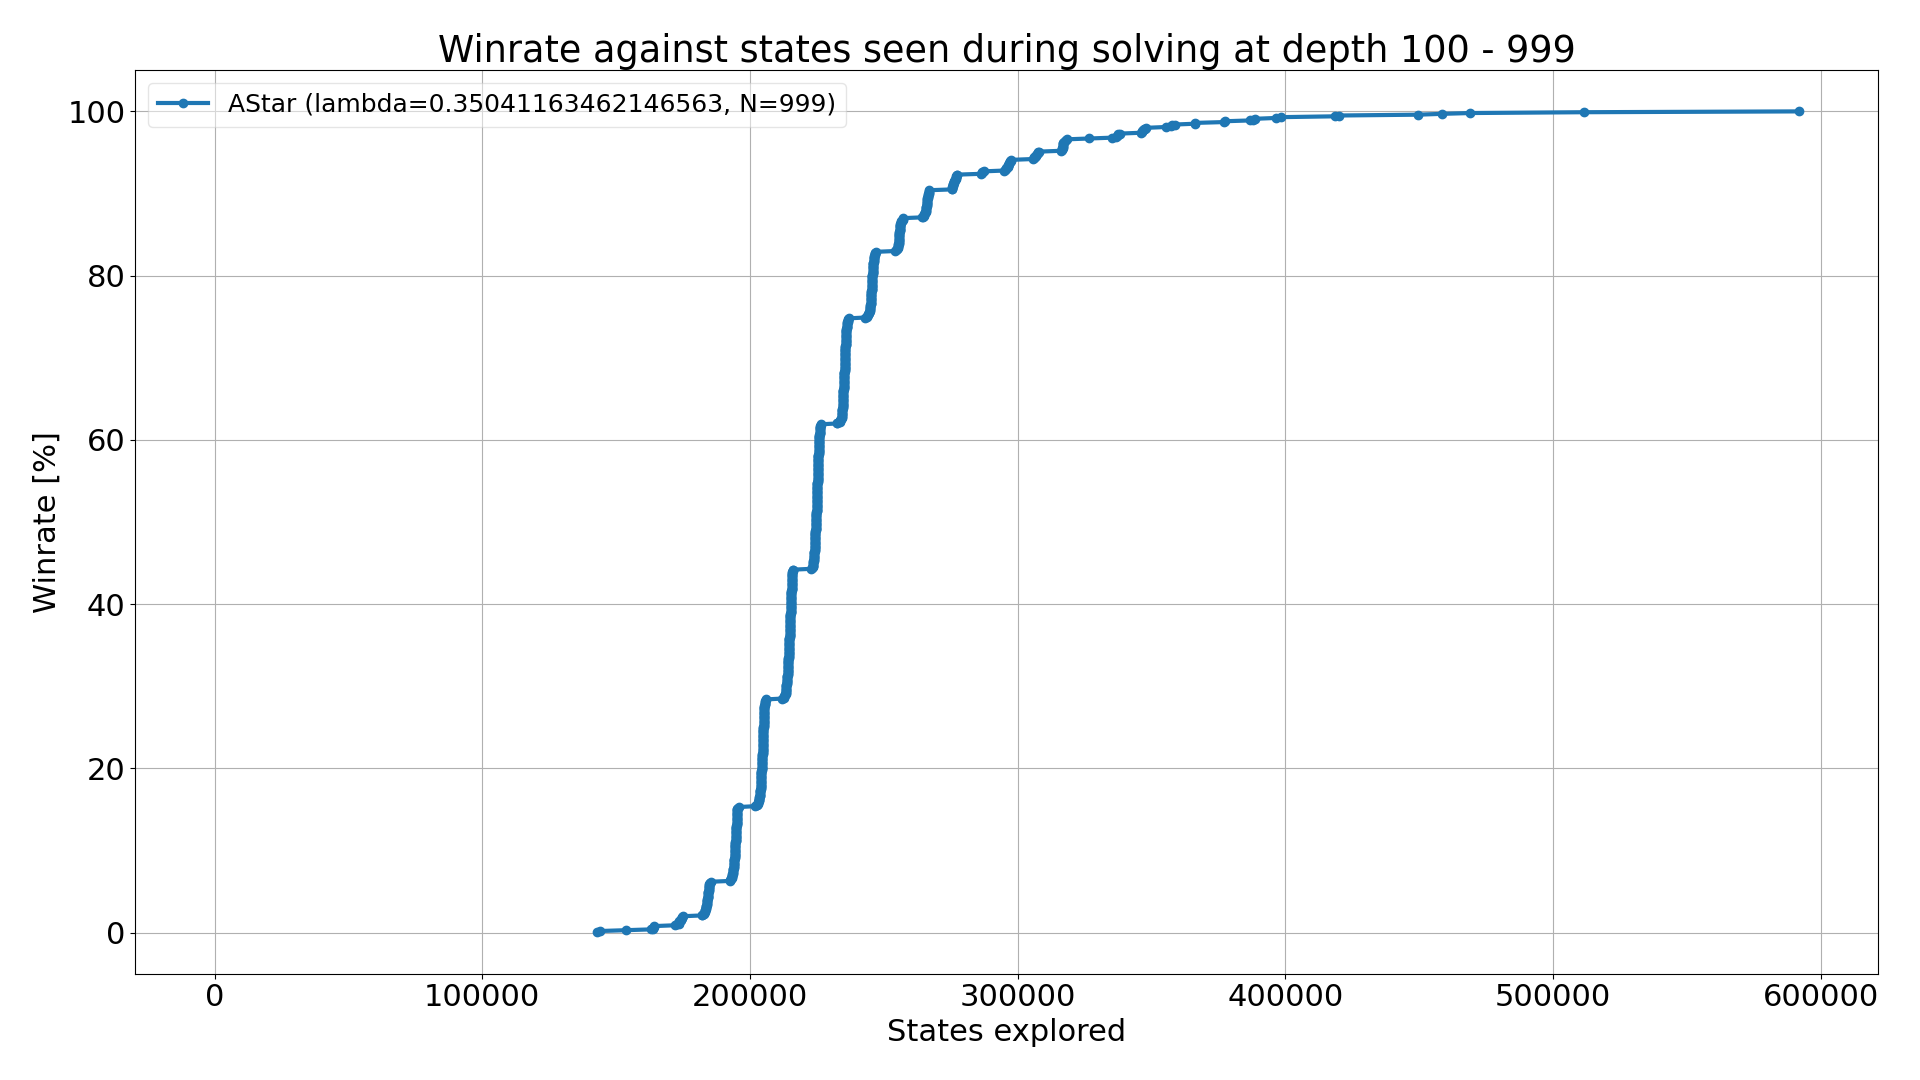 Winrate against states seen during solving at depth 100 - 999
AStar (lambda=0.35041163462146563, N=999)
100
80
60
40
20
0
Winrate [%]
0 100000 200000 300000 400000 500000 600000
States explored